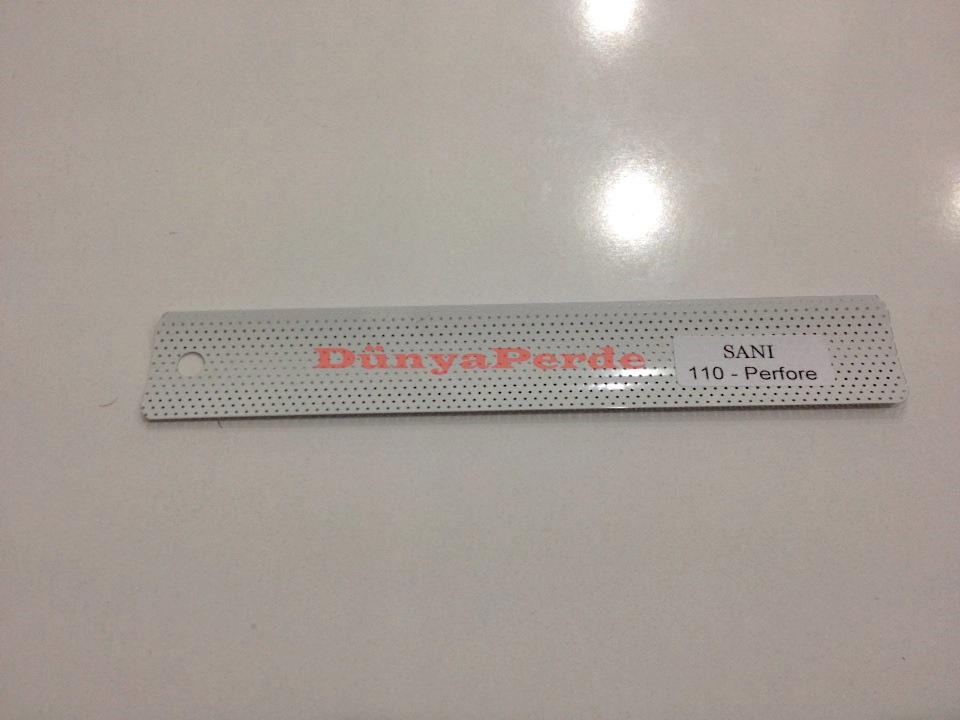 DünyaPerde
SANI
110 - Perfore